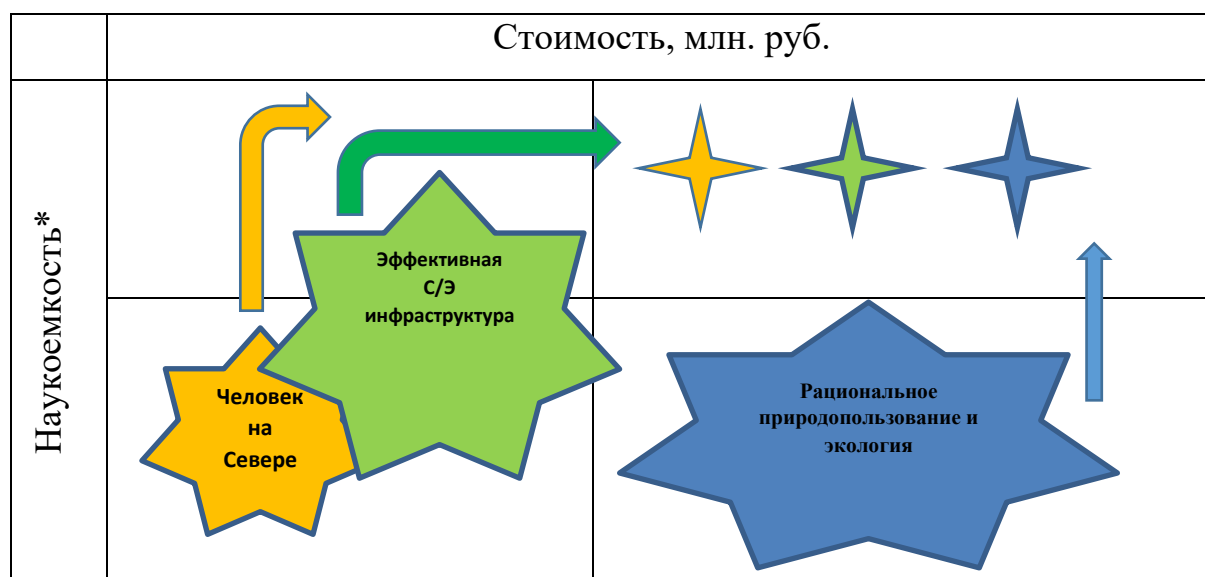 Стоимость, млн. руб.
Наукоемкость*
Эффективная
С/Э
инфраструктура
Человек
на
Севере
Рациональное
природопользование и
экология